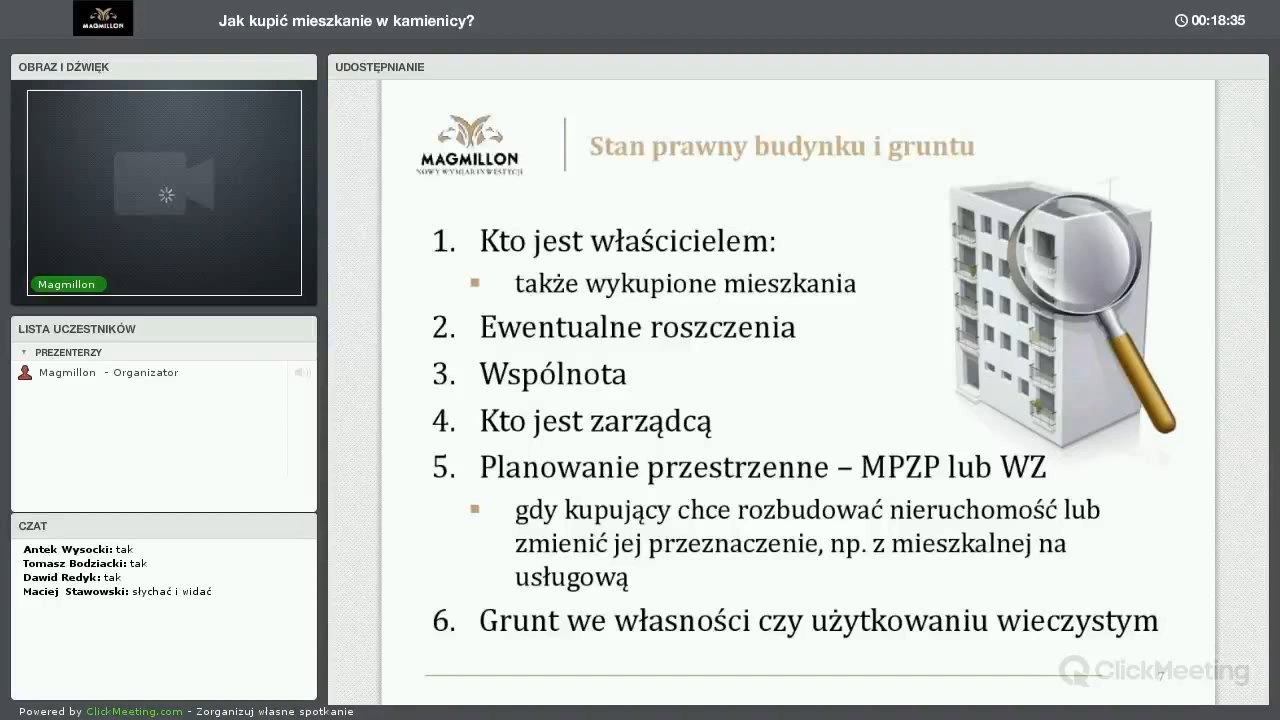 MAGMILLON
Jak kupić mieszkanie w kamienicy?
00:18:35
OBRAZ I DŹWIĘK
Magmillon
LISTA UCZESTNIKÓW
PREZENTERZY
Magmillon - Organizator
CZAT
Antek Wysocki: tak
Tomasz Bodziacki: tak
Dawid Redyk: tak
Maciej Stawowski: słychać i widać
UDOSTĘPNIANIE
MAGMILLON
NOWY WYMIAR INWESTYCJI
Stan prawny budynku i gruntu
1. Kto jest właścicielem:
także wykupione mieszkania
2. Ewentualne roszczenia
3. Wspólnota
4. Kto jest zarządcą
5. Planowanie przestrzenne – MPZP lub WZ
gdy kupujący chce rozbudować nieruchomość lub
zmienić jej przeznaczenie, np. z mieszkalnej na
usługową
6. Grunt we własności czy użytkowaniu wieczystym
7
ClickMeeting
Powered by ClickMeeting.com - Zorganizuj własne spotkanie